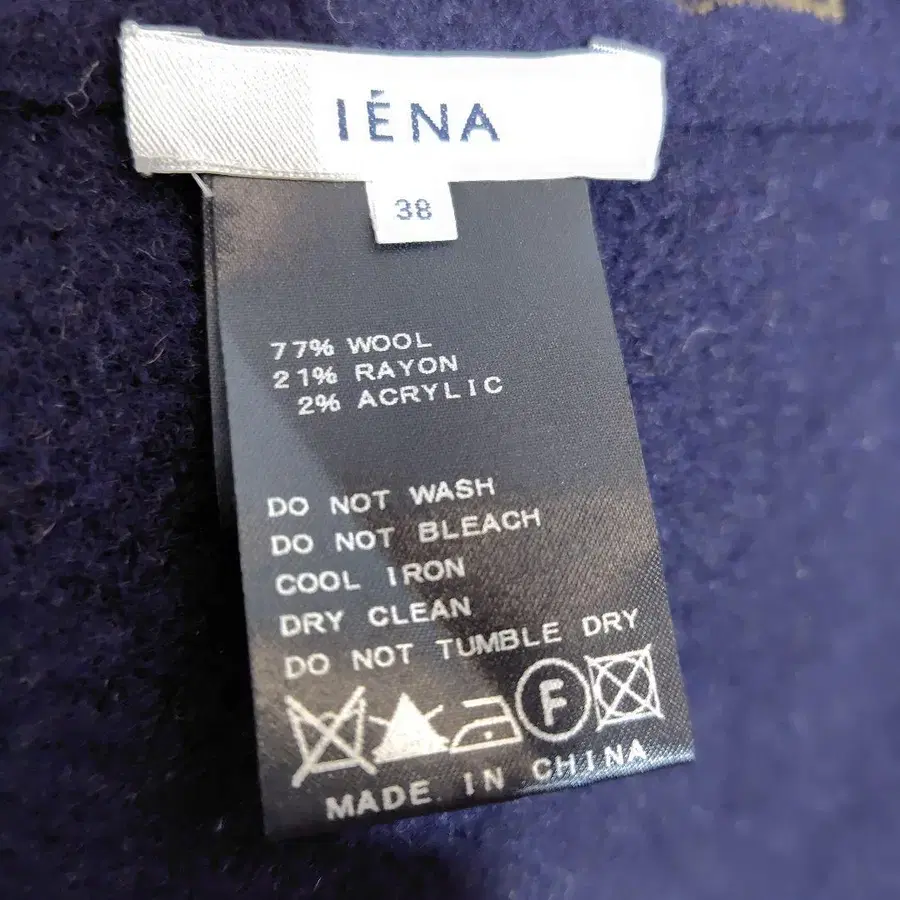 IÉNA
38
77% WOOL
21% RAYON
2% ACRYLIC
DO NOT WASH
DO NOT BLEACH
COOL IRON
DRY CLEAN
DO NOT TUMBLE DRY
F
MADE IN CHINA